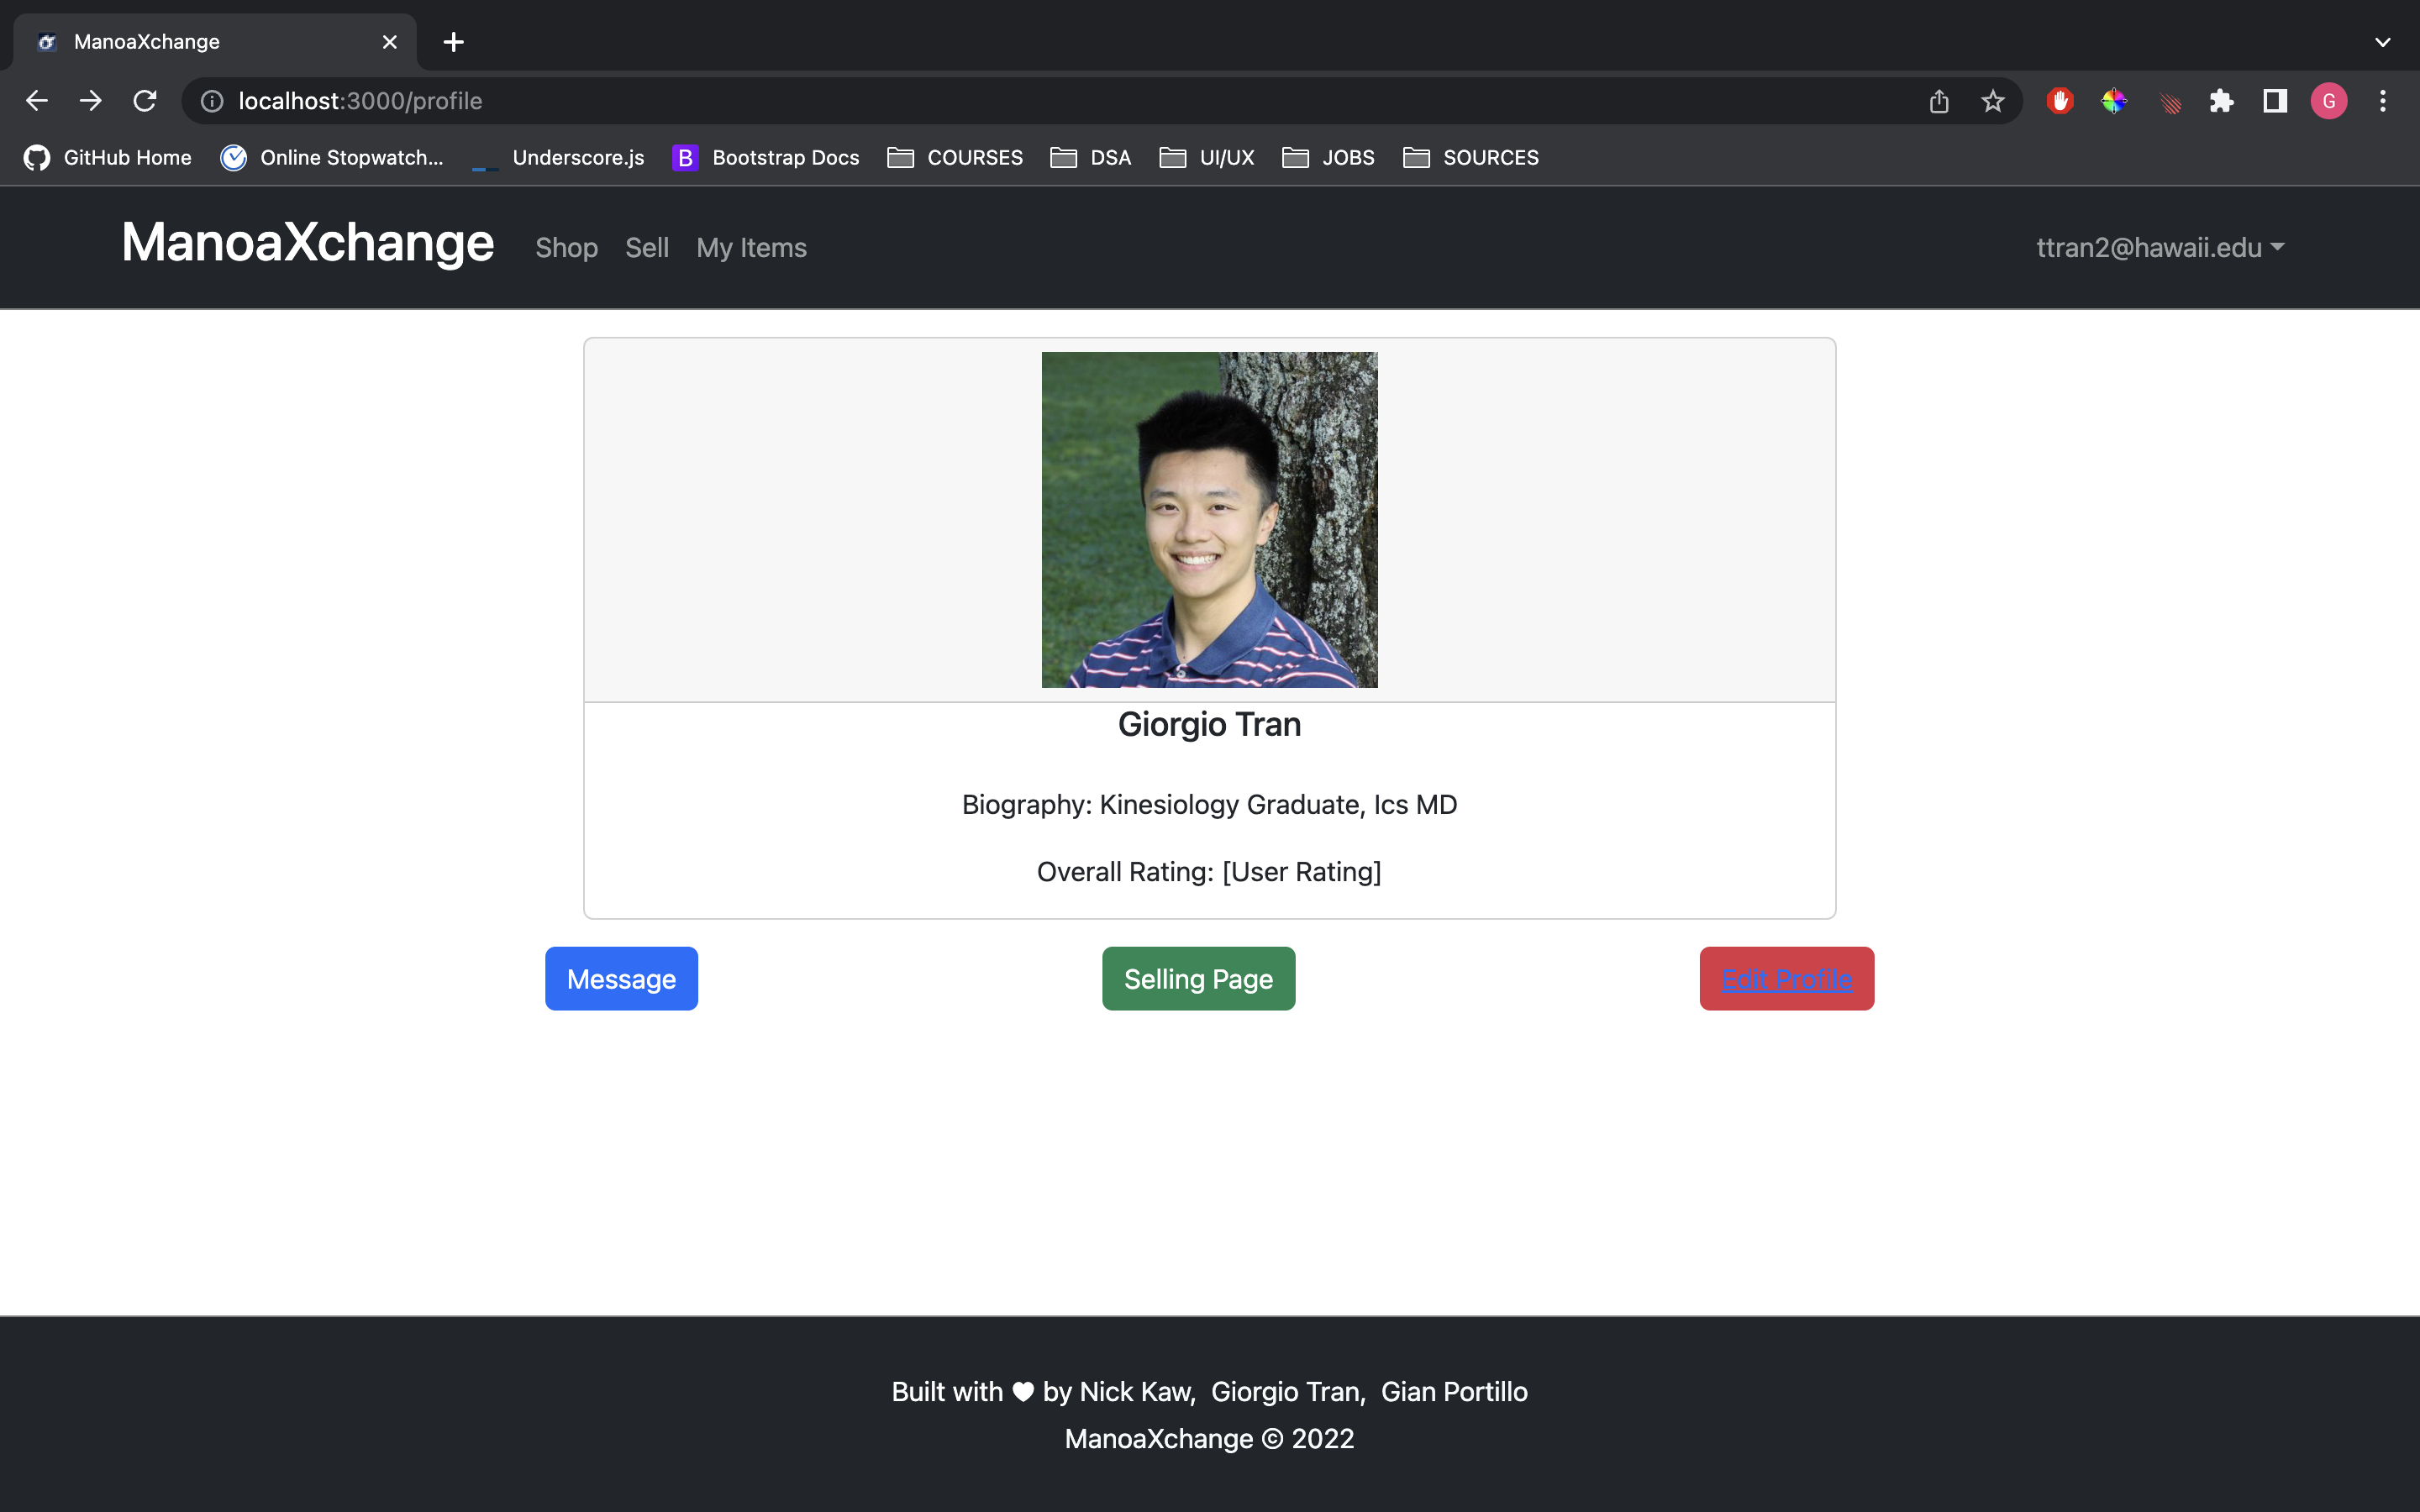 ManoaXchange
localhost:3000/profile
G
GitHub Home Online Stopwatch... Underscore.js B Bootstrap Docs COURSES DSA UI/UX JOBS SOURCES
ManoaXchange Shop Sell My Items ttran2@hawaii.edu
Giorgio Tran
Biography: Kinesiology Graduate, Ics MD
Overall Rating: [User Rating]
Message Selling Page Edit Profile
Built with ♥ by Nick Kaw, Giorgio Tran, Gian Portillo
ManoaXchange © 2022